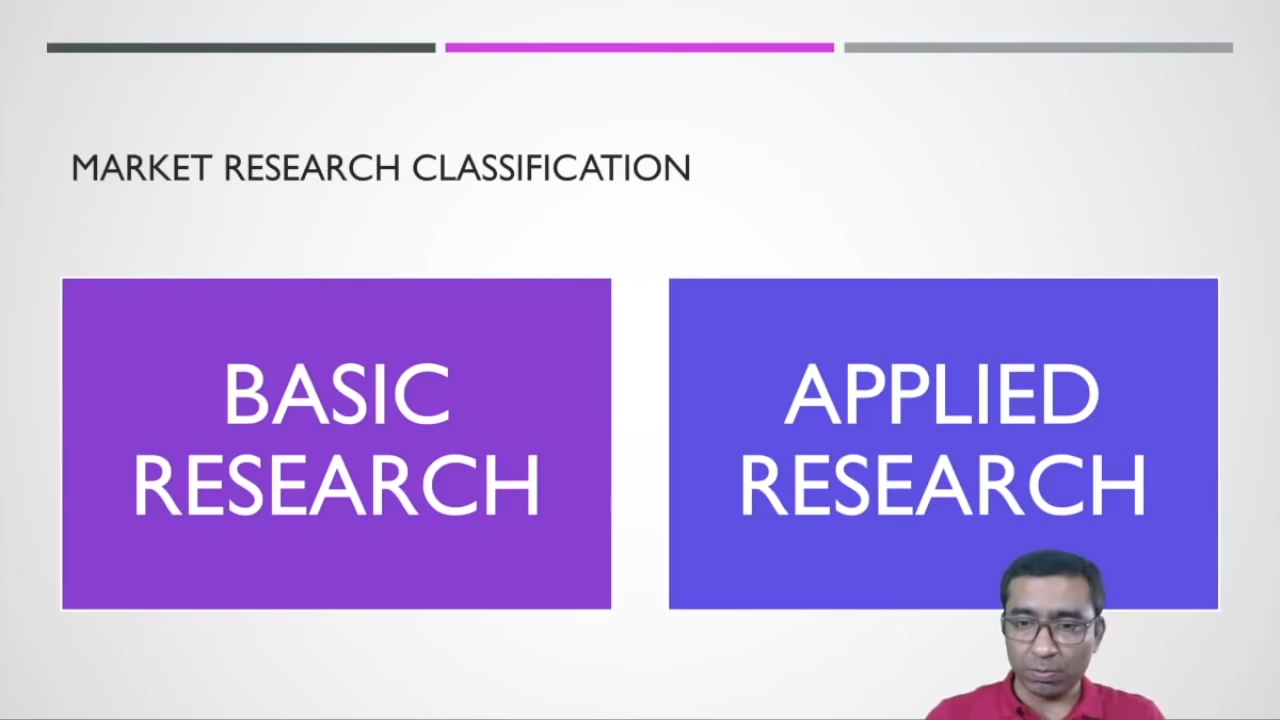 MARKET RESEARCH CLASSIFICATION
BASIC
RESEARCH
APPLIED
RESEARCH